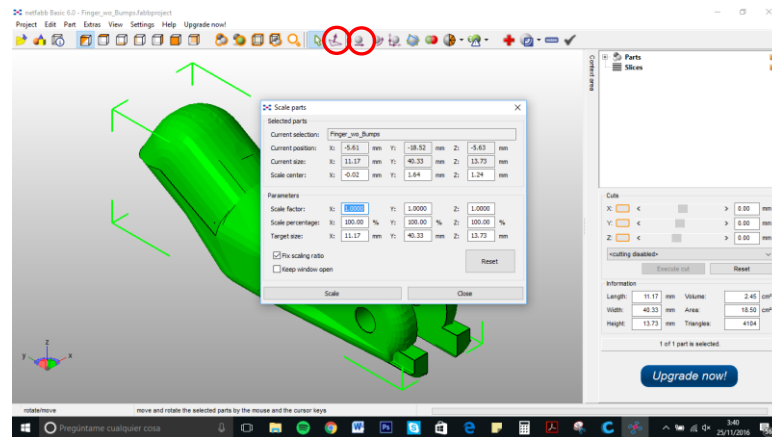 netfabb Basic 6.0 - Finger_wo_Bumps.fabbproject
Project Edit Part Extras View Settings Help Upgrade now!
Content area
Parts
Slices
Scale parts
Selected parts
Current selection: Finger_wo_Bumps
Current position: X: -5.61 mm Y: -18.52 mm Z: -5.63 mm
Current size: X: 11.17 mm Y: 40.33 mm Z: 13.73 mm
Scale center: X: -0.02 mm Y: 1.64 mm Z: 1.24 mm
Parameters
Scale factor: X: 1.0000 Y: 1.0000 Z: 1.0000
Scale percentage: X: 100.00 % Y: 100.00 % Z: 100.00 %
Target size: X: 11.17 mm Y: 40.33 mm Z: 13.73 mm
Fix scaling ratio
Keep window open
Reset
Scale Close
Cuts
X: < > 0.00 mm
Y: < > 0.00 mm
Z: < > 0.00 mm
<cutting disabled>
Execute cut Reset
Information
Length: 11.17 mm Volume: 2.45 cm³
Width: 40.33 mm Area: 18.50 cm²
Height: 13.73 mm Triangles: 4104
1 of 1 part is selected.
Upgrade now!
z
y x
rotate/move move and rotate the selected parts by the mouse and the cursor keys
Pregúntame cualquier cosa
3:40
25/11/2016